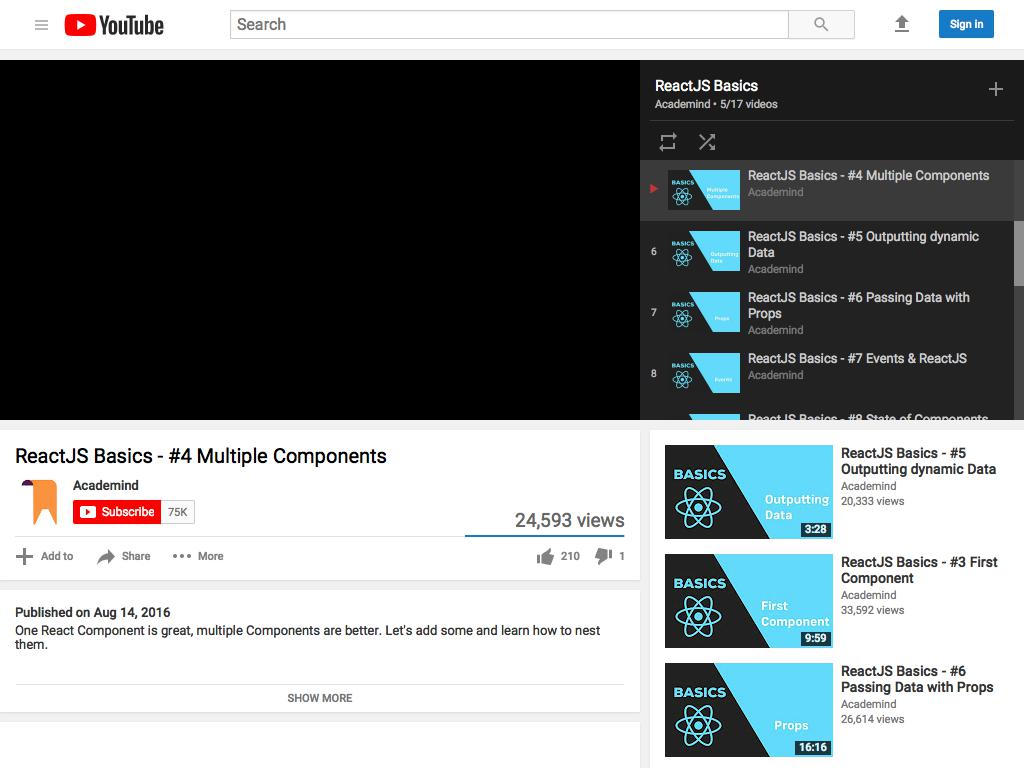 YouTube
Search
Sign in
ReactJS Basics
Academind • 5/17 videos
BASICS
Multiple
Components
ReactJS Basics - #4 Multiple Components
Academind
6
BASICS
Outputting
Data
ReactJS Basics - #5 Outputting dynamic
Data
Academind
7
BASICS
Props
ReactJS Basics - #6 Passing Data with
Props
Academind
8
BASICS
Events
ReactJS Basics - #7 Events & ReactJS
Academind
ReactJS Basics - #8 State of Components
ReactJS Basics - #4 Multiple Components
Academind
Subscribe 75K
24,593 views
Add to Share More 210 1
Published on Aug 14, 2016
One React Component is great, multiple Components are better. Let's add some and learn how to nest
them.
SHOW MORE
BASICS
Outputting
Data
3:28
ReactJS Basics - #5
Outputting dynamic Data
Academind
20,333 views
BASICS
First
Component
9:59
ReactJS Basics - #3 First
Component
Academind
33,592 views
BASICS
Props
16:16
ReactJS Basics - #6
Passing Data with Props
Academind
26,614 views